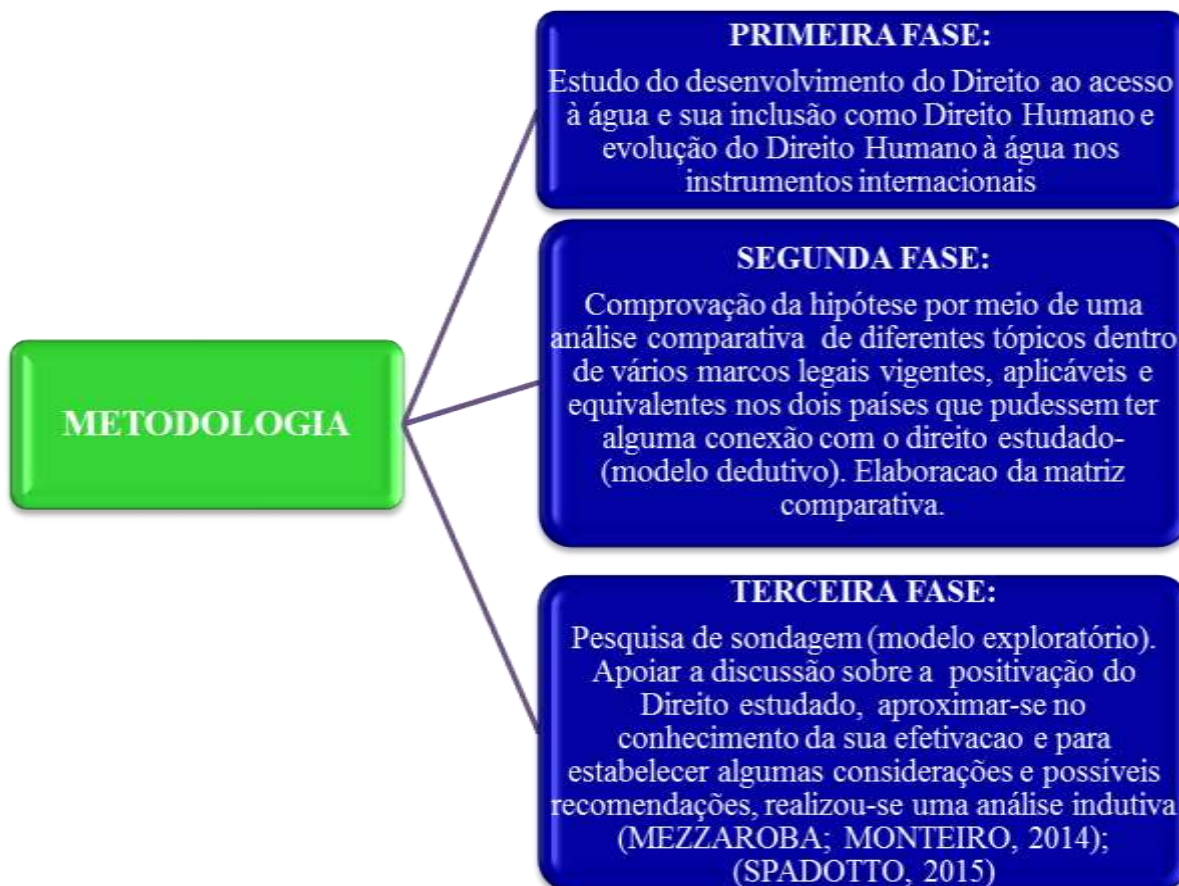 PRIMEIRA FASE:
Estudo do desenvolvimento do Direito ao acesso
à água e sua inclusão como Direito Humano e
evolução do Direito Humano à água nos
instrumentos internacionais
SEGUNDA FASE:
Comprovação da hipótese por meio de uma
análise comparativa de diferentes tópicos dentro
de vários marcos legais vigentes, aplicáveis e
equivalentes nos dois países que pudessem ter
alguma conexão com o direito estudado-
(modelo dedutivo). Elaboracao da matriz
comparativa.
METODOLOGIA
TERCEIRA FASE:
Pesquisa de sondagem (modelo exploratório).
Apoiar a discussão sobre a positivação do
Direito estudado, aproximar-se no
conhecimento da sua efetivacao e para
estabelecer algumas considerações e possíveis
recomendações, realizou-se uma análise indutiva
(MEZZAROBA; MONTEIRO, 2014);
(SPADOTTO, 2015)